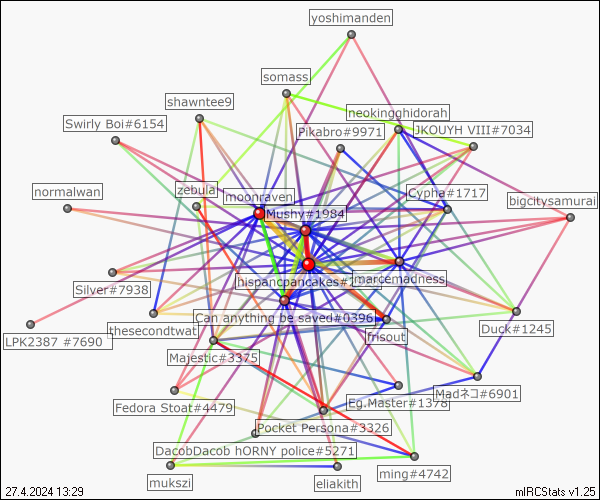 yoshimanden
somass
shawntee9
neokingghidorah
Swirly Boi#6154
Pikabro#9971
JKOUYH VIII#7034
normalwan
zebula
moonraven
Cypha#1717
bigcitysamurai
Mushy#1984
Silver#7938
hispancpancakes#
marcemadness
LPK2387 #7690
thesecondtwat
Can anything be saved#0396
frisout
Duck#1245
Majestic#3375
Fedora Stoat#4479
Eg.Master#1378
Madネコ#6901
Pocket Persona#3326
DacobDacob hORNY police#5271
mukszi
eliakith
ming#4742
27.4.2024 13:29
mIRCStats v1.25